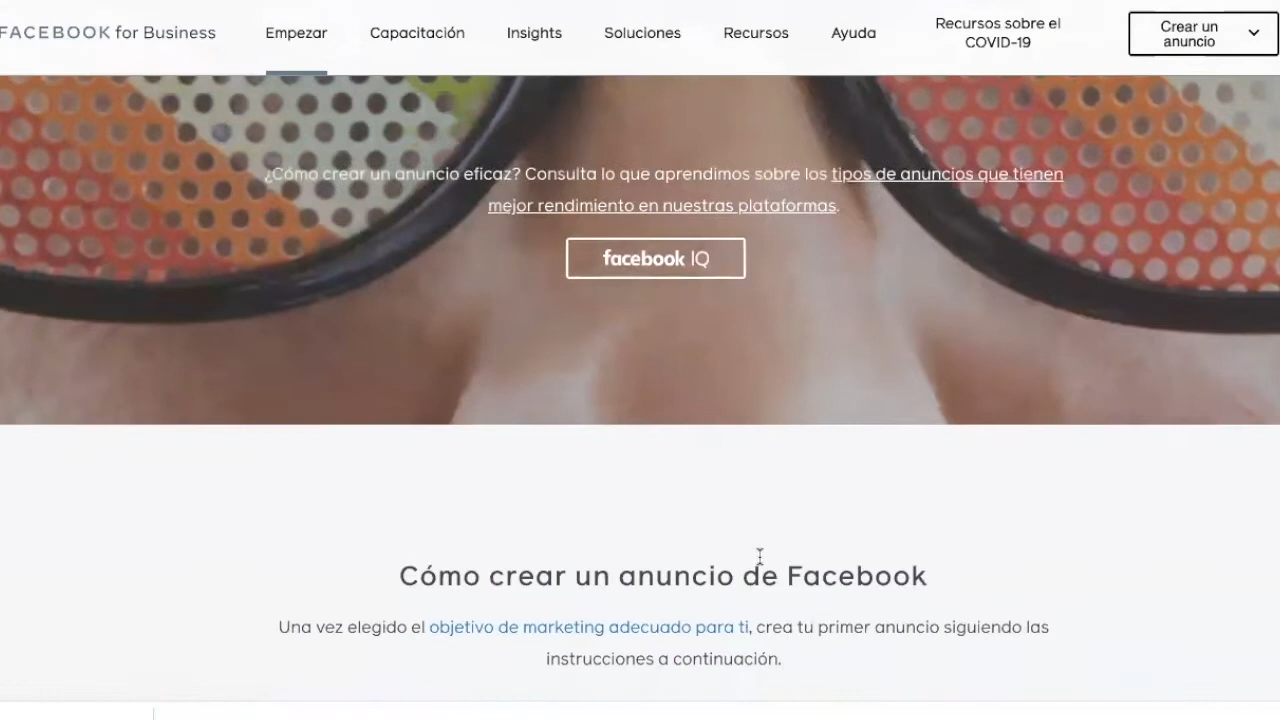 FACEBOOK for Business
Empezar
Capacitación
Insights
Soluciones
Recursos
Ayuda
Recursos sobre el
COVID-19
Crear un
anuncio
¿Cómo crear un anuncio eficaz? Consulta lo que aprendimos sobre los tipos de anuncios que tienen
mejor rendimiento en nuestras plataformas.
facebook IQ
Cómo crear un anuncio de Facebook
Una vez elegido el objetivo de marketing adecuado para ti, crea tu primer anuncio siguiendo las
instrucciones a continuación.